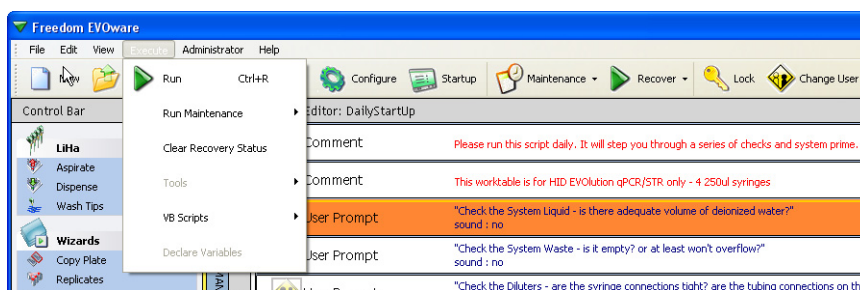 Freedom EVOware
File Edit View Execute Administrator Help
New Configure Startup Maintenance Recover Lock Change User
Run Ctrl+R
Run Maintenance
Clear Recovery Status
Tools
VB Scripts
Declare Variables
Control Bar
LiHa
Aspirate
Dispense
Wash Tips
Wizards
Copy Plate
Replicates
Editor: DailyStartUp
Comment Please run this script daily. It will step you through a series of checks and system prime.
Comment This worktable is for HID EVOlution qPCR/STR only - 4 250ul syringes
User Prompt "Check the System Liquid - is there adequate volume of deionized water?"
sound : no
User Prompt "Check the System Waste - is it empty? or at least won't overflow?"
sound : no
"Check the Diluters - are the syringe connections tight? are the tubing connections on th